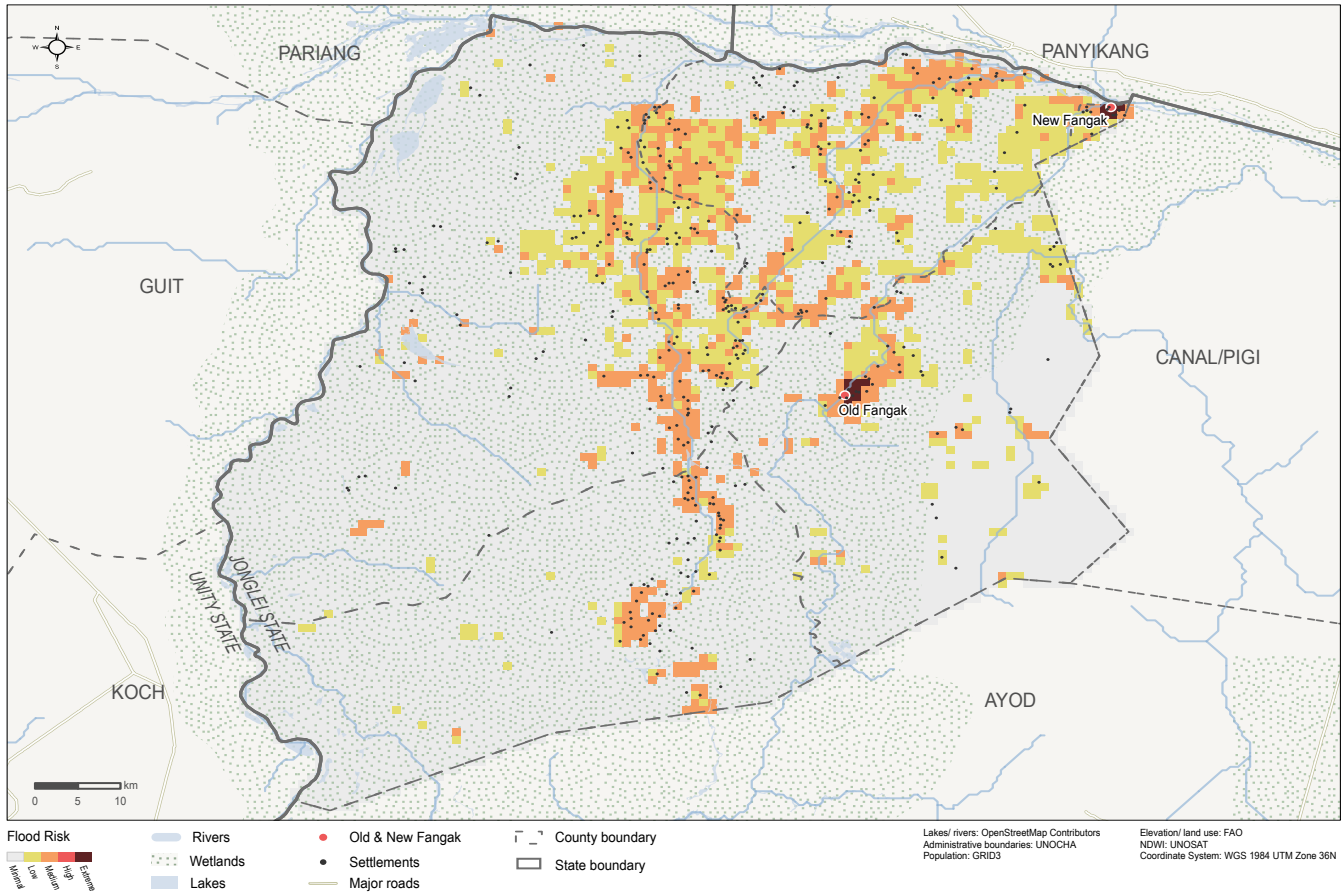 N
W E
S
PARIANG
PANYIKANG
New Fangak
GUIT
CANAL/PIGI
Old Fangak
UNITY STATE
JONGLEI STATE
KOCH
AYOD
km
0 5 10
Flood Risk
Minimal
Low
Medium
High
Extreme
Rivers
Wetlands
Lakes
Old & New Fangak
Settlements
Major roads
County boundary
State boundary
Lakes/ rivers: OpenStreetMap Contributors
Administrative boundaries: UNOCHA
Population: GRID3
Elevation/ land use: FAO
NDWI: UNOSAT
Coordinate System: WGS 1984 UTM Zone 36N